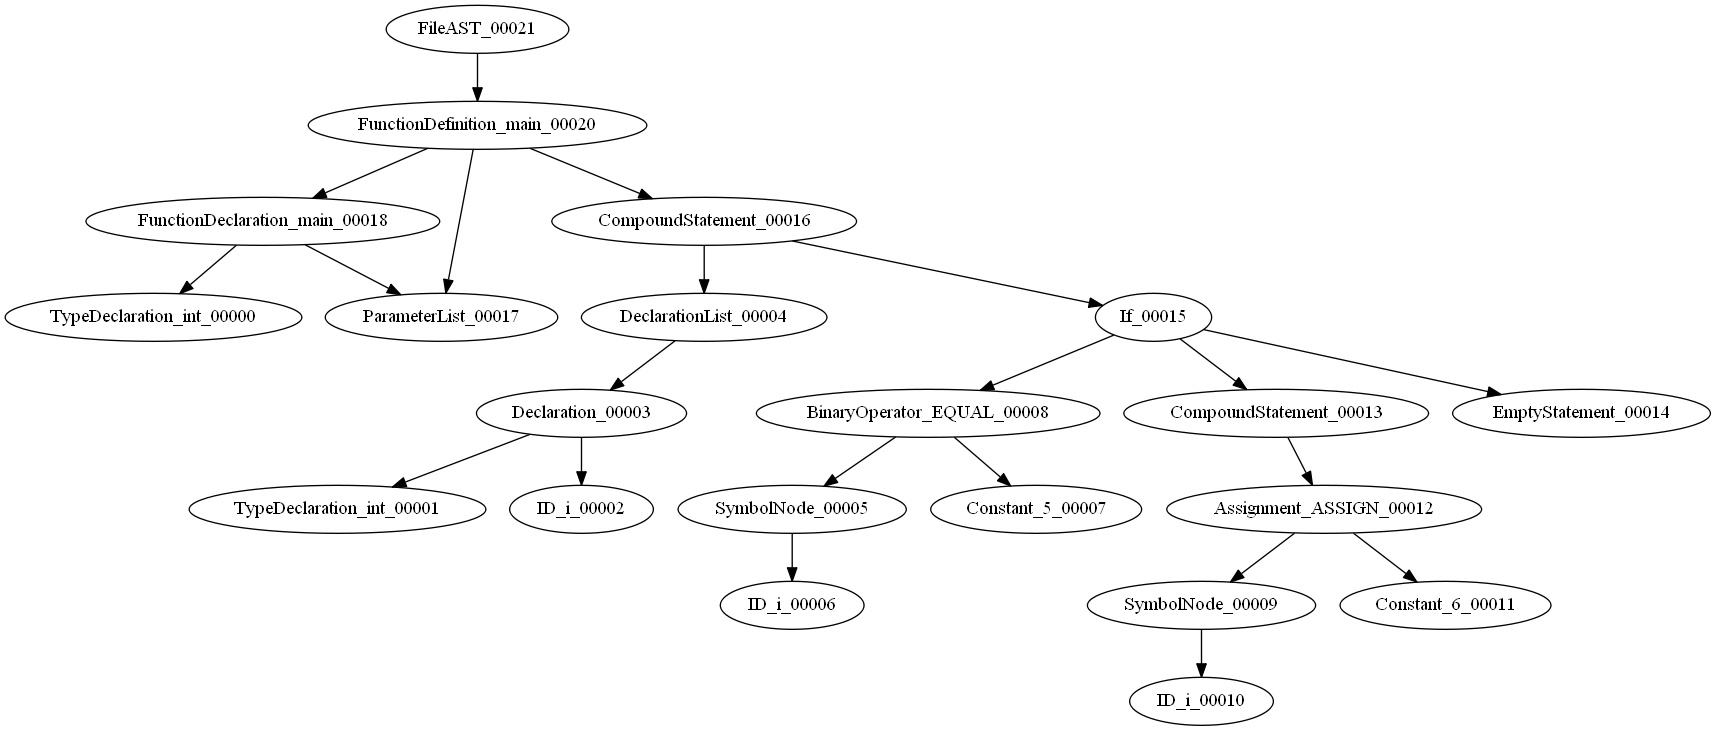 FileAST_00021
FunctionDefinition_main_00020
FunctionDeclaration_main_00018
CompoundStatement_00016
TypeDeclaration_int_00000
ParameterList_00017
DeclarationList_00004
If_00015
Declaration_00003
BinaryOperator_EQUAL_00008
CompoundStatement_00013
EmptyStatement_00014
TypeDeclaration_int_00001
ID_i_00002
SymbolNode_00005
Constant_5_00007
Assignment_ASSIGN_00012
ID_i_00006
SymbolNode_00009
Constant_6_00011
ID_i_00010